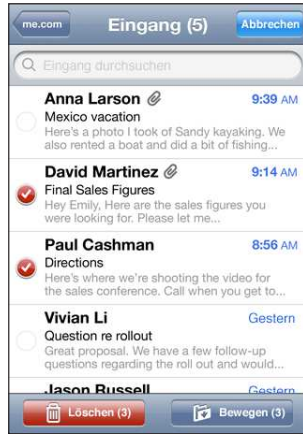 me.com
Eingang (5)
Abbrechen
Eingang durchsuchen
Anna Larson
9:39 AM
Mexico vacation
Here's a photo I took of Sandy kayaking. We
also rented a boat and did a bit of fishing...
David Martinez
9:14 AM
Final Sales Figures
Hey Emily, Here are the sales figures you
were looking for. Please let me...
Paul Cashman
8:56 AM
Directions
Here's where we're shooting the video for
the sales conference. Call when you get to...
Vivian Li
Gestern
Question re rollout
Great proposal. We have a few follow-up
questions regarding the roll out and would...
Jason Russell
Gestern
Löschen (3)
Bewegen (3)